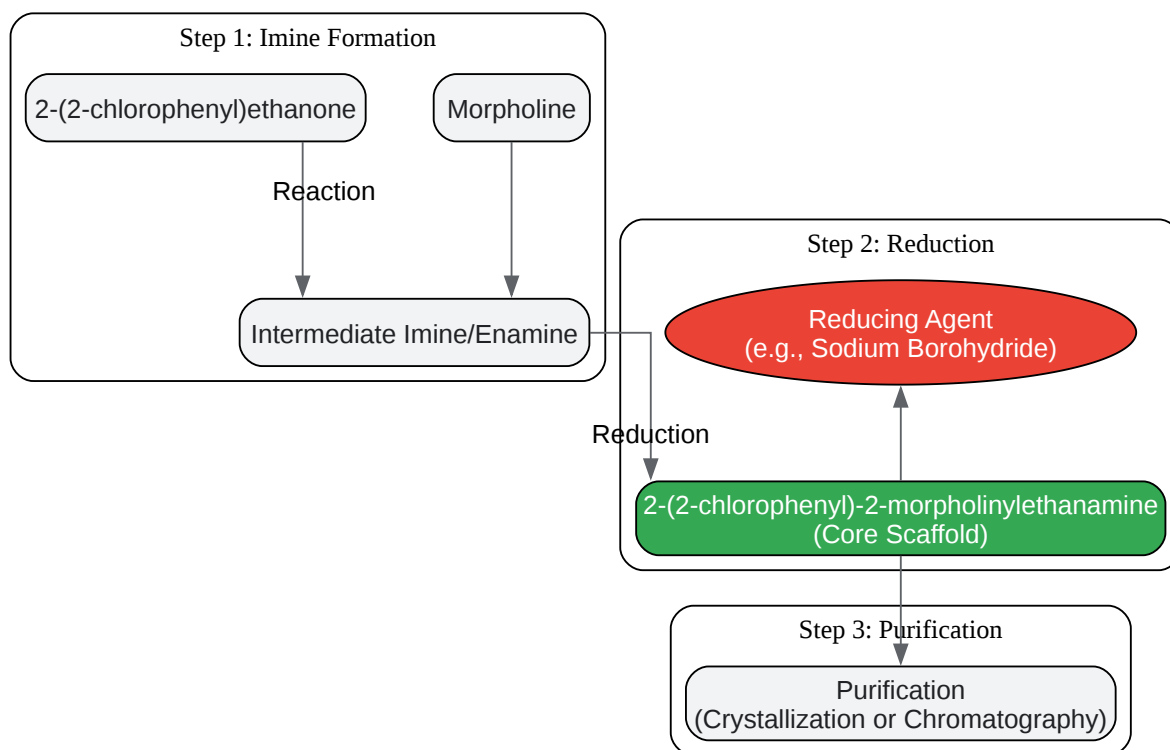 Step 1: Imine Formation
2-(2-chlorophenyl)ethanone
Morpholine
Reaction
Intermediate Imine/Enamine
Step 2: Reduction
Reducing Agent
(e.g., Sodium Borohydride)
Reduction
2-(2-chlorophenyl)-2-morpholinylethanamine
(Core Scaffold)
Step 3: Purification
Purification
(Crystallization or Chromatography)